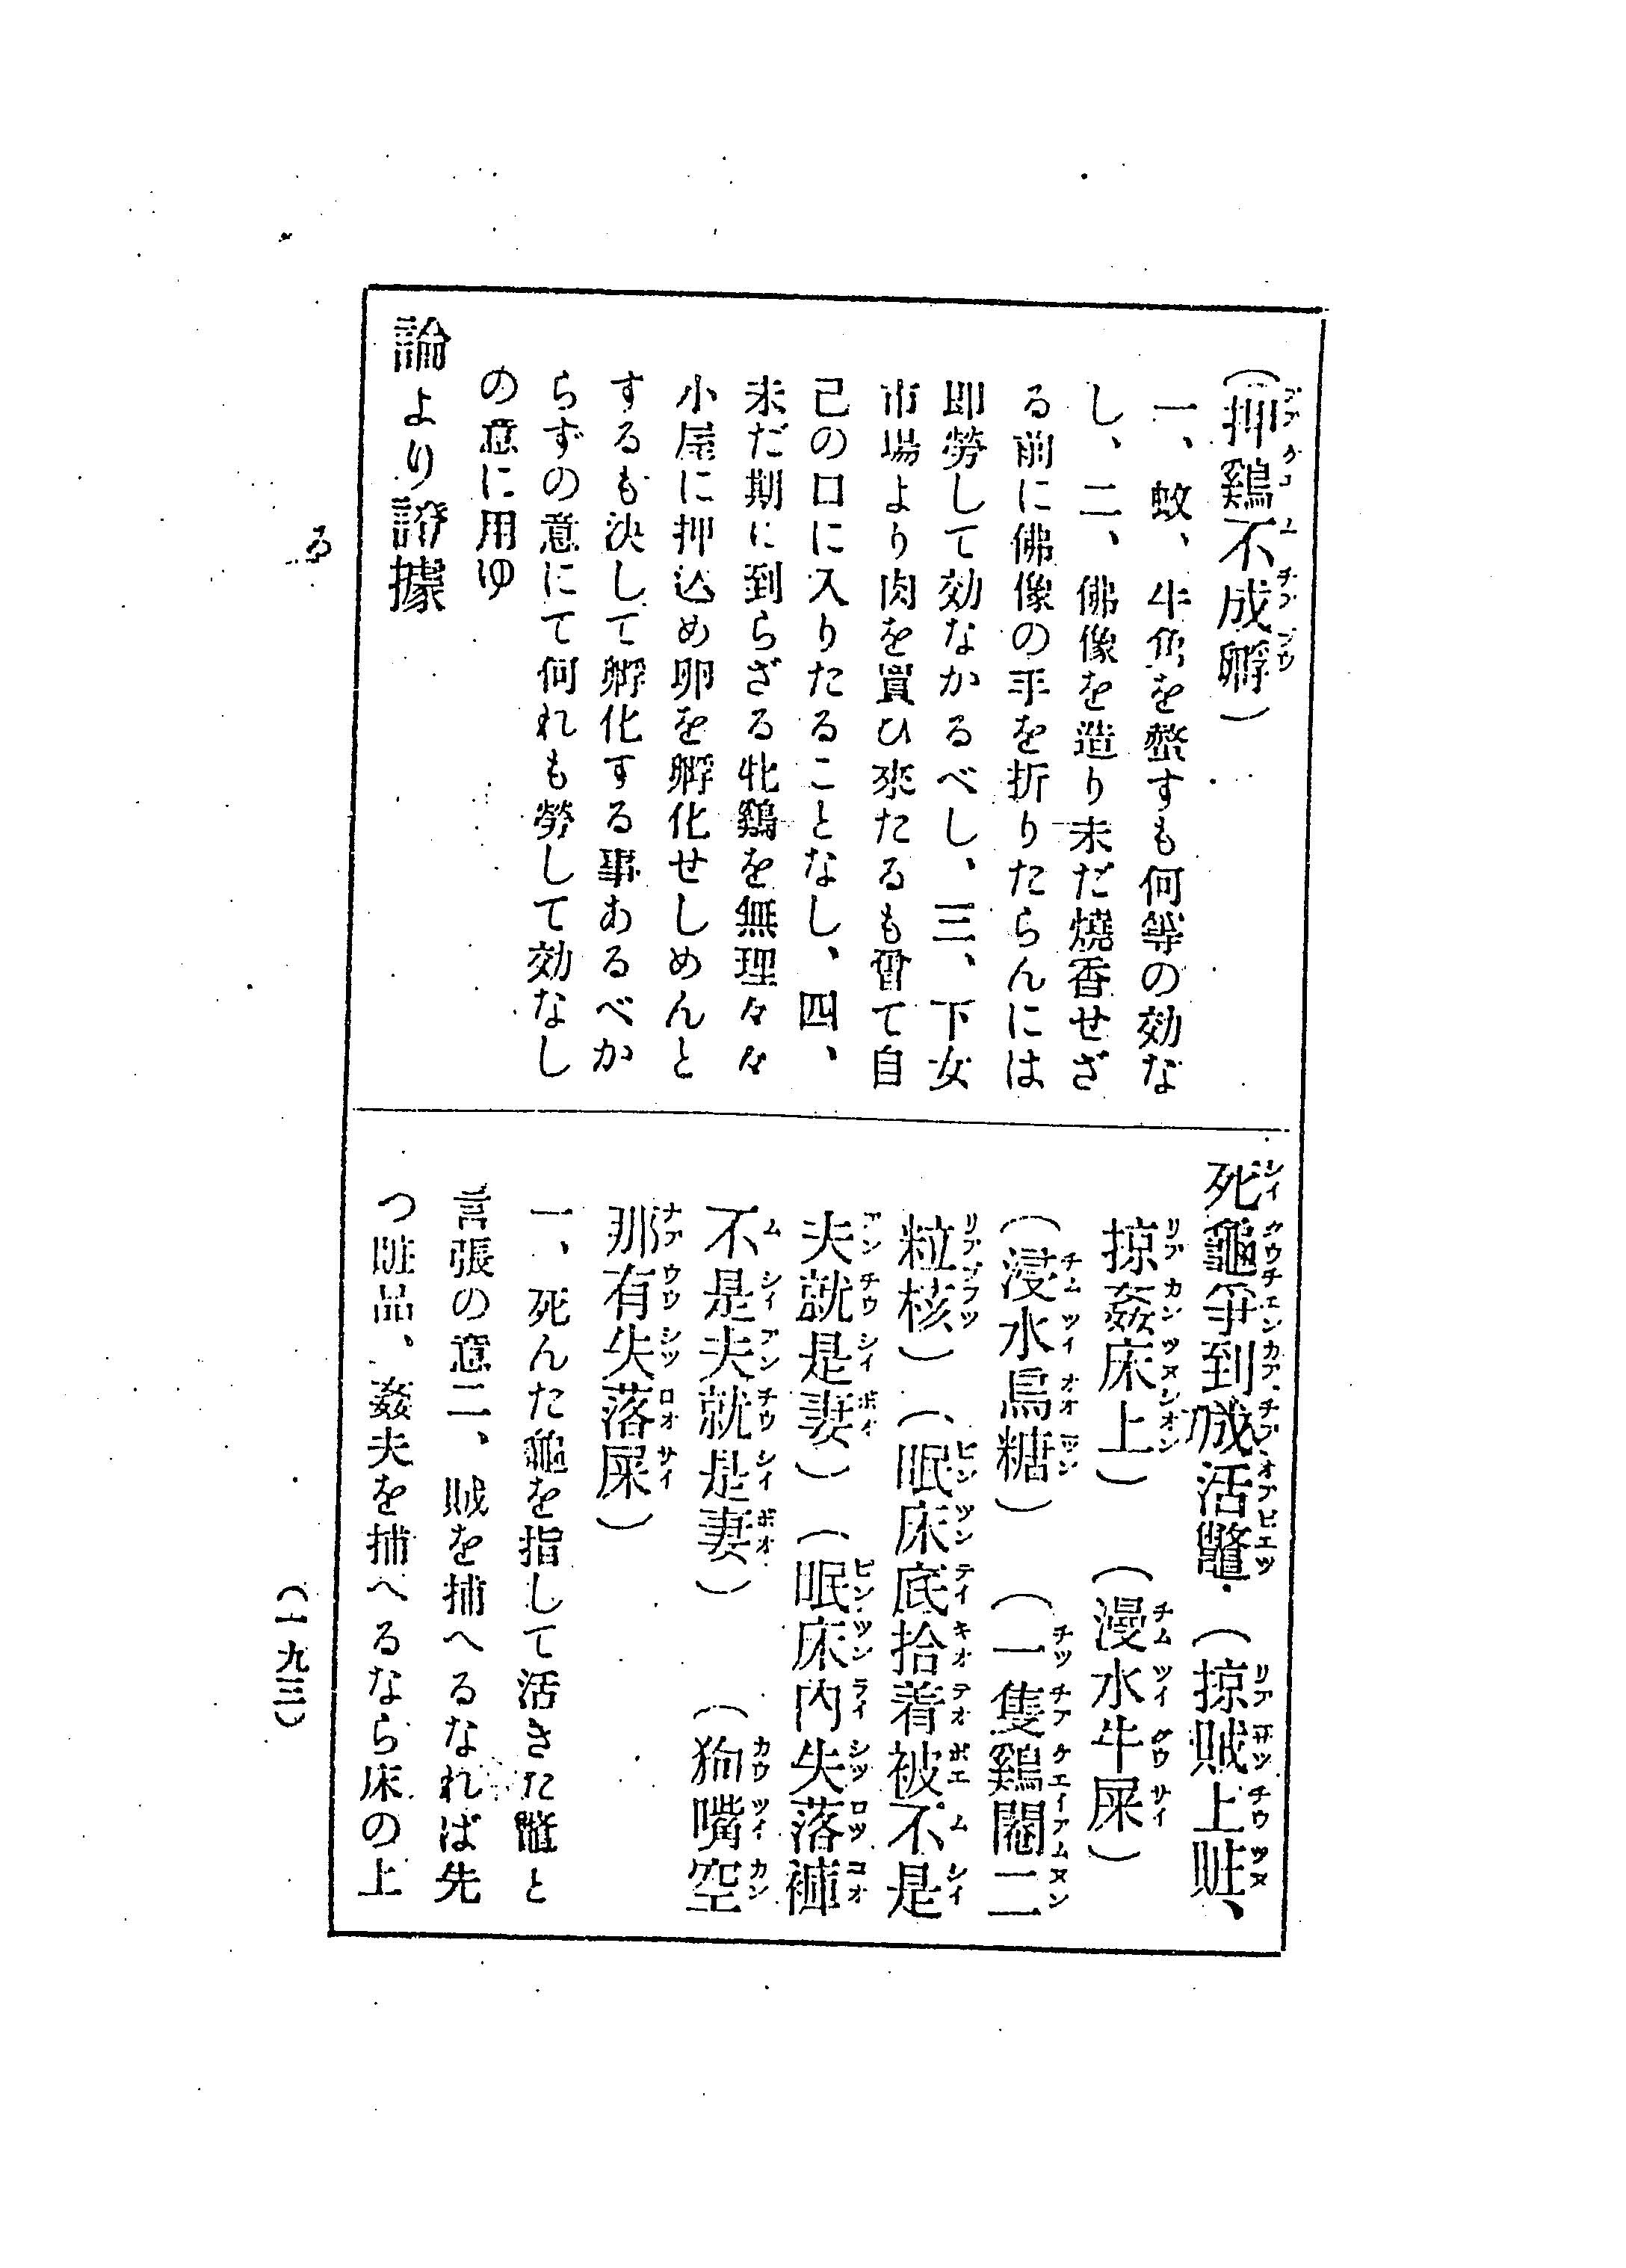 (押鷄不成孵)
一、蚊、牛角を螫すも何等の効な
し、二、佛像を造り未だ燒香せざ
る前に佛像の手を折りたらんには
即勞して効なかるべし、三、下女
市場より肉を買ひ來たるも甞て自
己の口に入りたることなし、四、
未だ期に到らざる牝鷄を無理々々
小屋に押込め卵を孵化せしめんと
するも決して孵化する事あるべか
らずの意にて何れも勞して効なし
の意に用ゆ
論より證據
る
死龜爭到成活鼈・(掠賊上賍、
掠姦床上) (漫水牛屎)
(浸水烏糖) (一隻鷄閹二
粒核) (眠床底拾着被不是
夫就是妻) (眠床內失落褲
不是夫就是妻) (狗嘴空
那有失落屎)
一、死んだ龜を指して活きた鼈と
言張の意二、賊を捕へるなれば先
つ賍品、姦夫を捕へるなら床の上
(一九三)